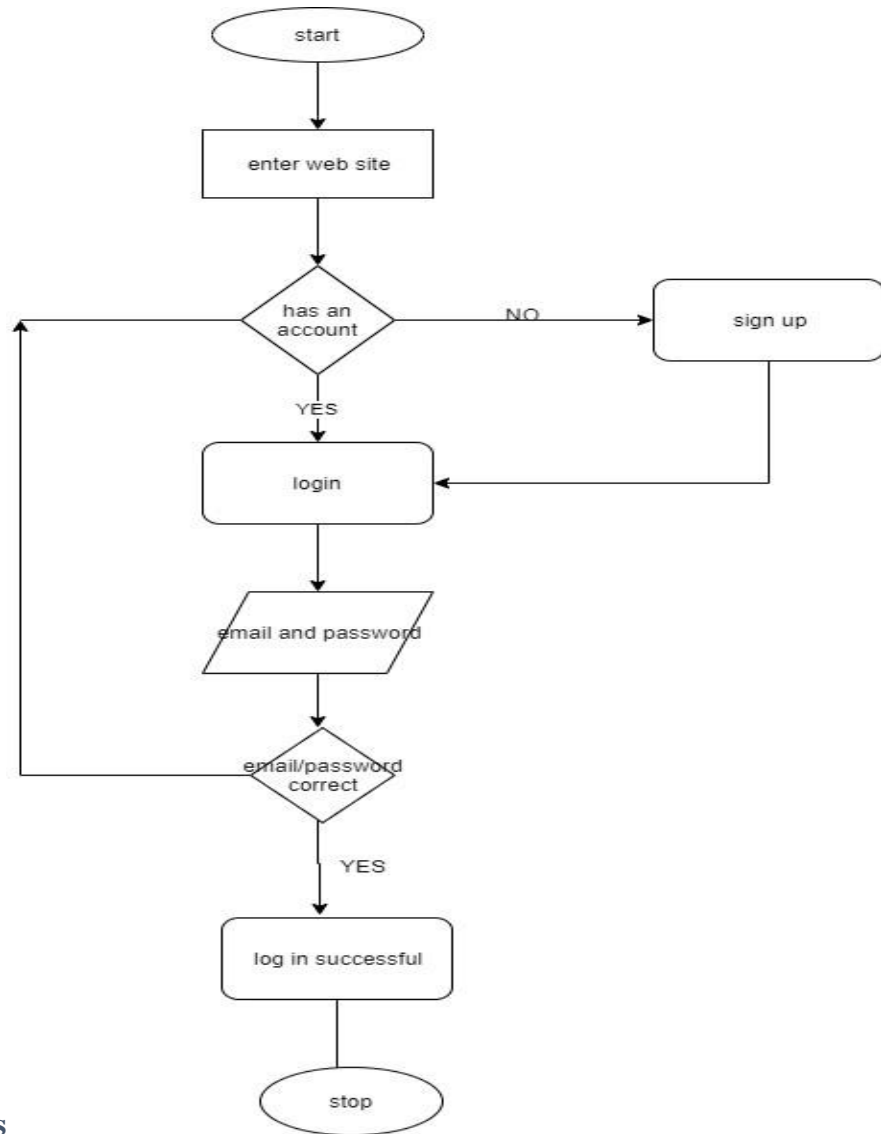 start
enter web site
has an
account
NO
sign up
YES
login
email and password
email/password
correct
YES
log in successful
stop
s